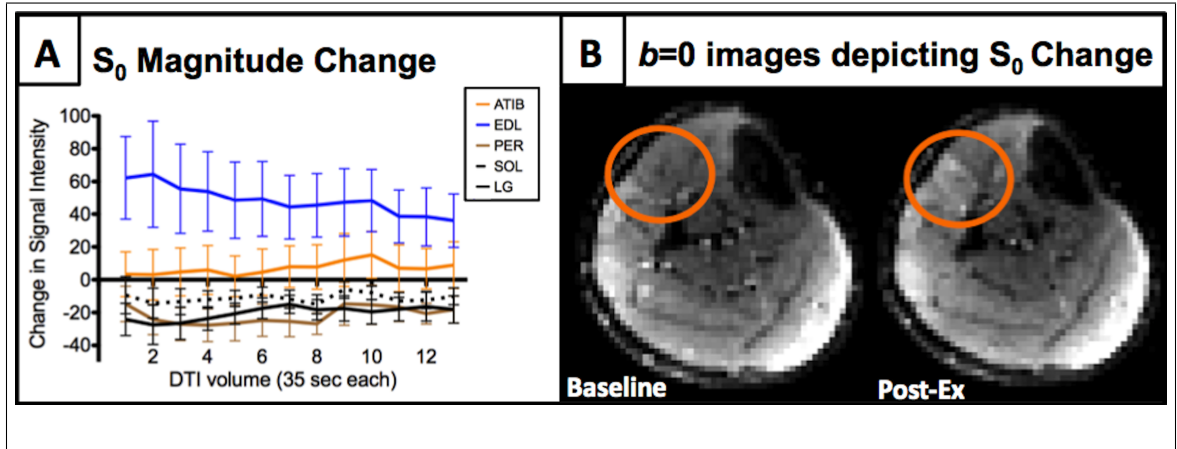 A
S₀ Magnitude Change
Change in Signal Intensity
100
80
60
40
20
0
-20
-40
2 4 6 8 10 12
DTI volume (35 sec each)
ATIB
EDL
PER
SOL
LG
B
b=0 images depicting S₀ Change
Baseline
Post-Ex